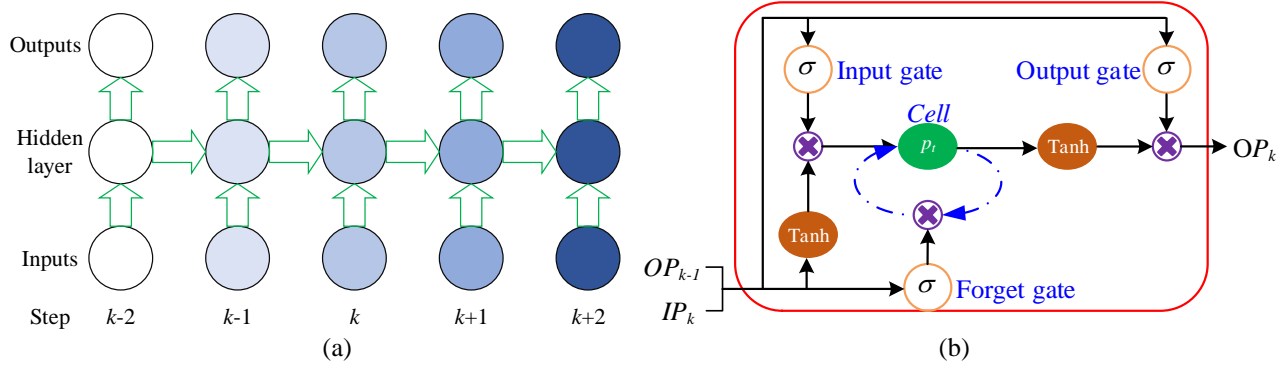 Outputs
Hidden
layer
Inputs
Step k-2 k-1 k k+1 k+2
(a)
σ Input gate Output gate σ
Cell
pt Tanh
OPk
Tanh
OPk-1
IPk
σ Forget gate
(b)